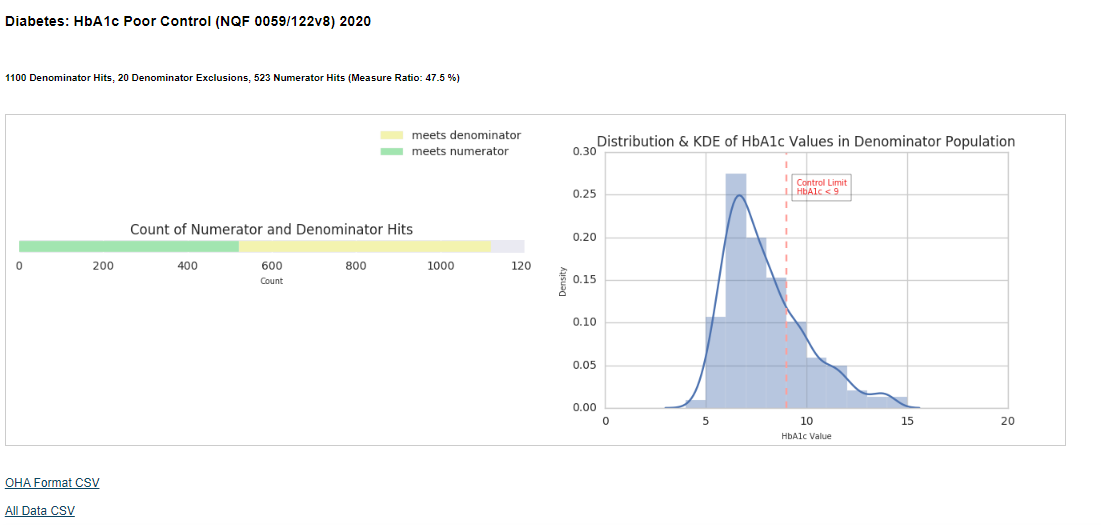 Diabetes: HbA1c Poor Control (NQF 0059/122v8) 2020
1100 Denominator Hits, 20 Denominator Exclusions, 523 Numerator Hits (Measure Ratio: 47.5 %)
meets denominator
meets numerator
Count of Numerator and Denominator Hits
0 200 400 600 800 1000 120
Count
Distribution & KDE of HbA1c Values in Denominator Population
0.30
0.25
0.20
0.15
0.10
0.05
0.00
Density
Control Limit
HbA1c < 9
0 5 10 15 20
HbA1c Value
OHA Format CSV
All Data CSV